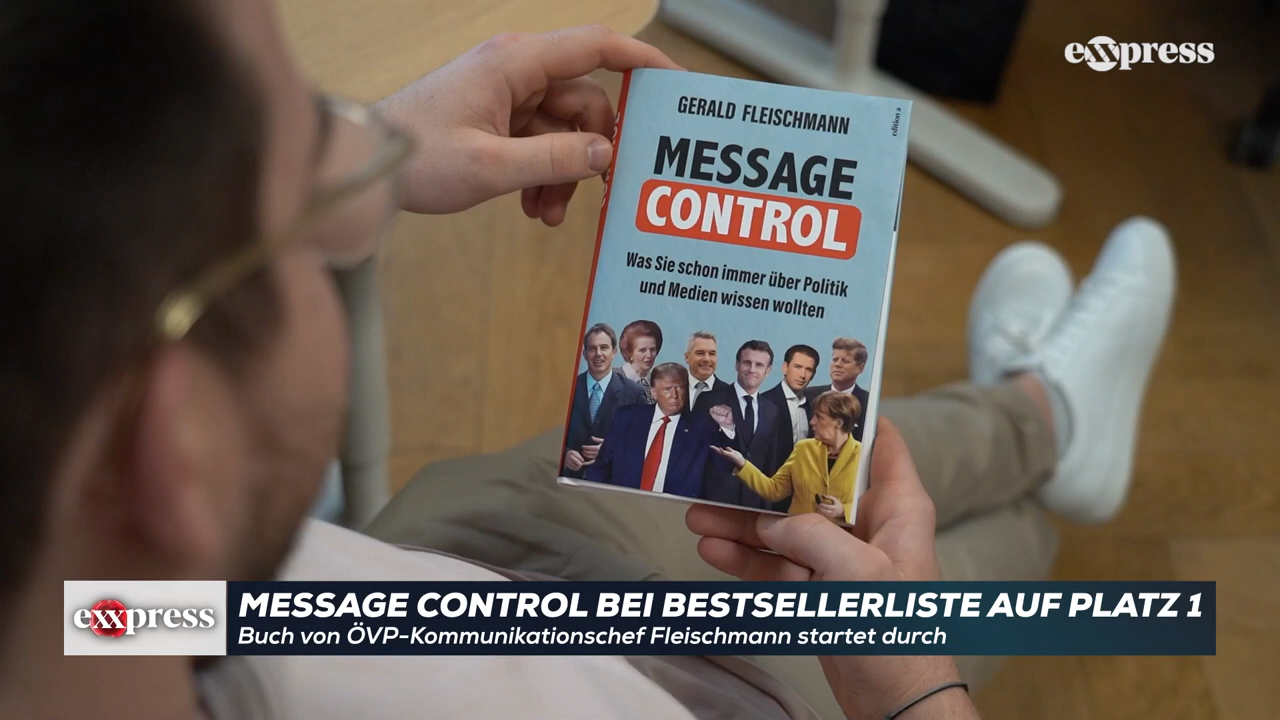 exxpress
GERALD FLEISCHMANN
edition a
MESSAGE
CONTROL
Was Sie schon immer über Politik
und Medien wissen wollten
exxpress
MESSAGE CONTROL BEI BESTSELLERLISTE AUF PLATZ 1
Buch von ÖVP-Kommunikationschef Fleischmann startet durch